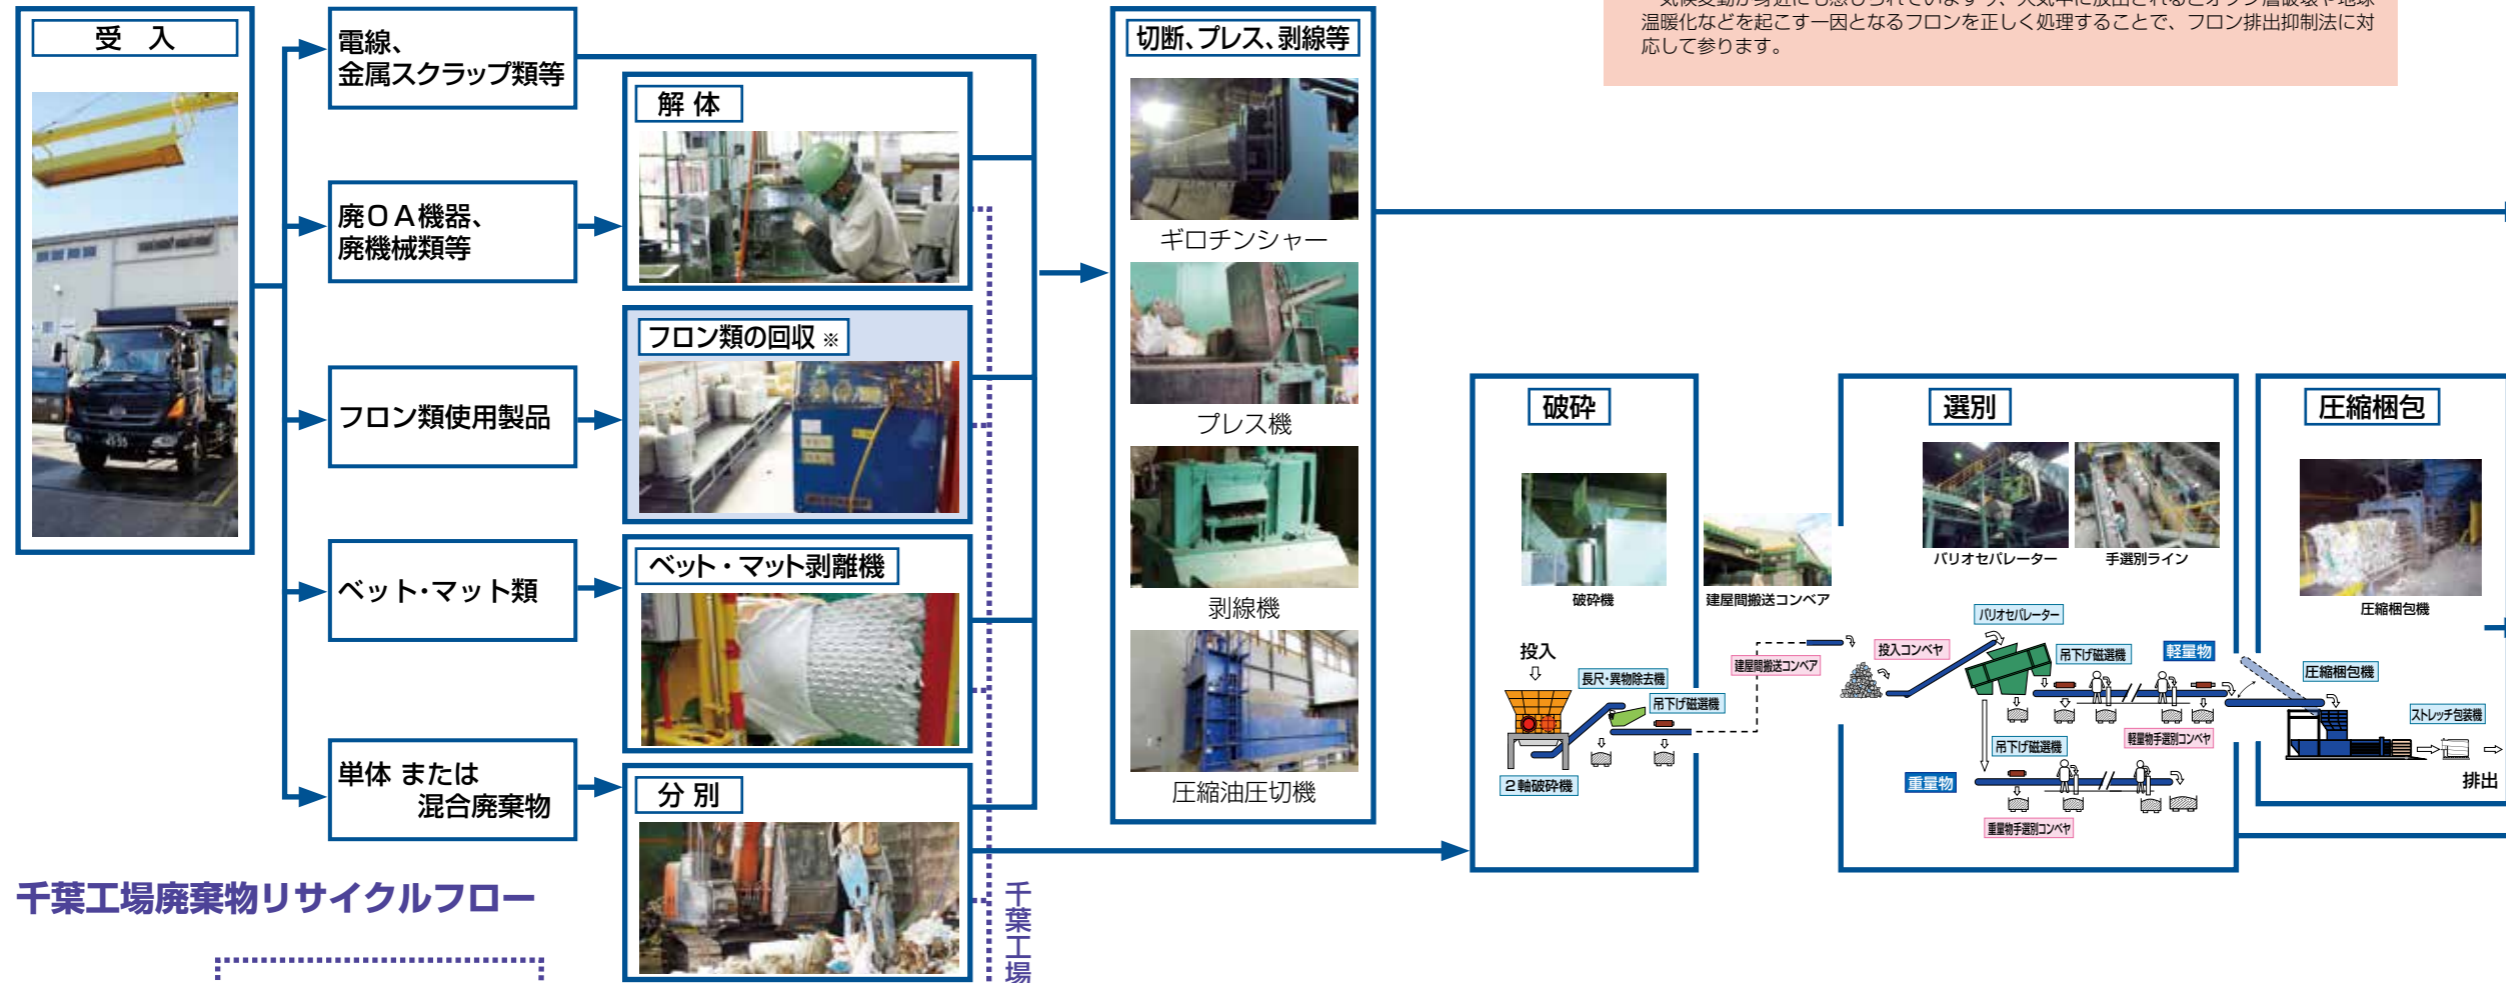 気候変動が身近にも感じられていますが、大気中に放出されるとオゾン層破壊や地球
温暖化などを起こす一因となるフロンを正しく処理することで、フロン排出抑制法に対
応して参ります。
受 入
電線、
金属スクラップ類等
廃OA機器、
廃機械類等
フロン類使用製品
ベット・マット類
単体 または
混合廃棄物
解 体
フロン類の回収 ※
ベット・マット剥離機
分 別
千葉工場
切断、プレス、剥線等
ギロチンシャー
プレス機
剥線機
圧縮油圧切機
破砕
破砕機
建屋間搬送コンベア
投入
長尺・異物除去機
吊下げ磁選機
2軸破砕機
建屋間搬送コンベア
選別
バリオセパレーター
手選別ライン
バリオセパレーター
投入コンベヤ
吊下げ磁選機
軽量物
軽量物手選別コンベヤ
吊下げ磁選機
重量物
重量物手選別コンベヤ
圧縮梱包
圧縮梱包機
圧縮梱包機
ストレッチ包装機
排出
千葉工場廃棄物リサイクルフロー